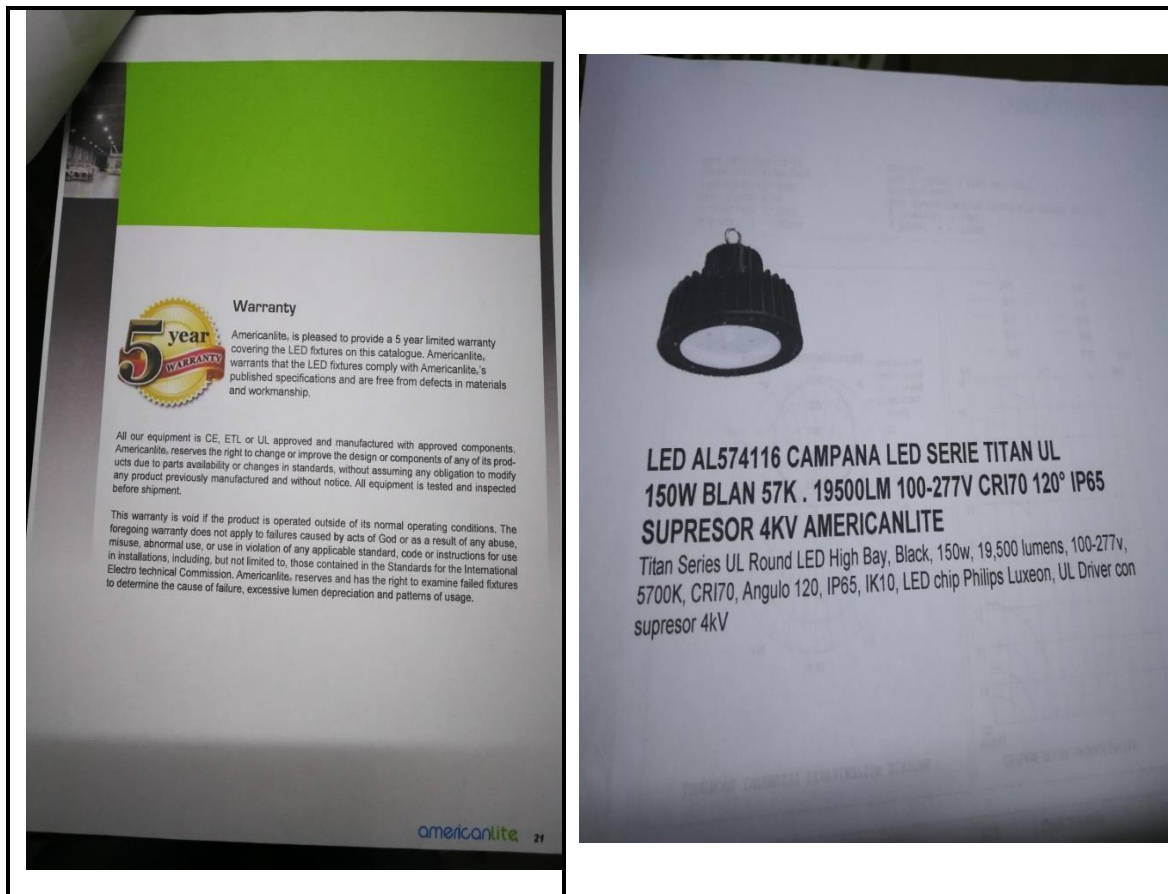 5 year
WARRANTY
Warranty
Americanlite, is pleased to provide a 5 year limited warranty
covering the LED fixtures on this catalogue. Americanlite,
warrants that the LED fixtures comply with Americanlite,'s
published specifications and are free from defects in materials
and workmanship.
All our equipment is CE, ETL or UL approved and manufactured with approved components.
Americanlite, reserves the right to change or improve the design or components of any of its prod-
ucts due to parts availability or changes in standards, without assuming any obligation to modify
any product previously manufactured and without notice. All equipment is tested and inspected
before shipment.
This warranty is void if the product is operated outside of its normal operating conditions. The
foregoing warranty does not apply to failures caused by acts of God or as a result of any abuse,
misuse, abnormal use, or use in violation of any applicable standard, code or instructions for use
in installations, including, but not limited to, those contained in the Standards for the International
Electro technical Commission. Americanlite, reserves and has the right to examine failed fixtures
to determine the cause of failure, excessive lumen depreciation and patterns of usage.
americanlite 21
LED AL574116 CAMPANA LED SERIE TITAN UL
150W BLAN 57K . 19500LM 100-277V CRI70 120° IP65
SUPRESOR 4KV AMERICANLITE
Titan Series UL Round LED High Bay, Black, 150w, 19,500 lumens, 100-277v,
5700K, CRI70, Angulo 120, IP65, IK10, LED chip Philips Luxeon, UL Driver con
supresor 4kV